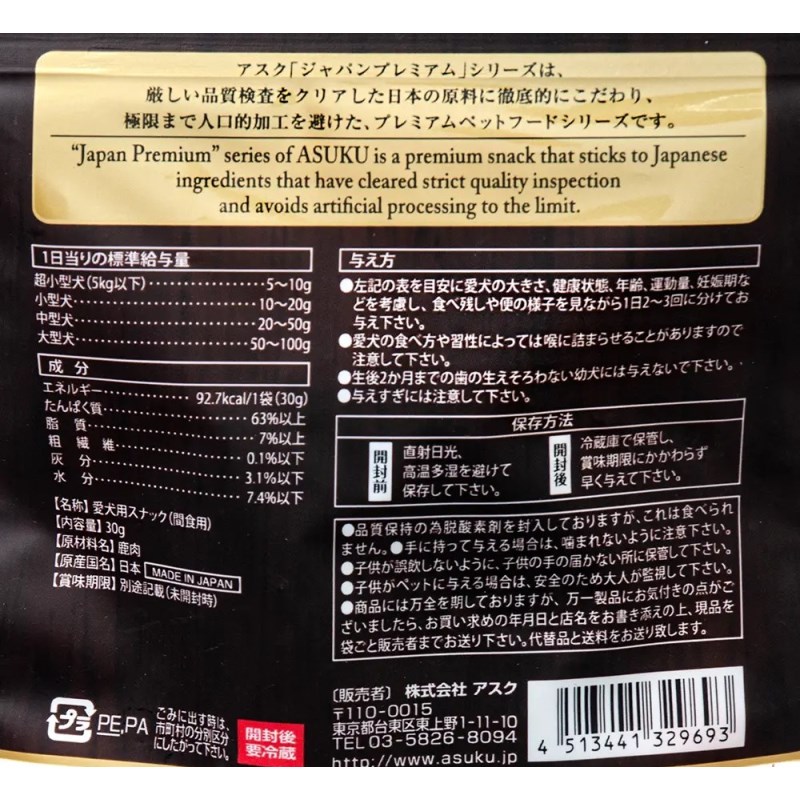 アスク「ジャパンプレミアム」シリーズは、
厳しい品質検査をクリアした日本の原料に徹底的にこだわり、
極限まで人口的加工を避けた、プレミアムペットフードシリーズです。
“Japan Premium” series of ASUKU is a premium snack that sticks to Japanese
ingredients that have cleared strict quality inspection
and avoids artificial processing to the limit.
1日当りの標準給与量
超小型犬(5kg以下)‥‥‥‥‥‥5〜10g
小型犬‥‥‥‥‥‥‥‥‥‥10〜20g
中型犬‥‥‥‥‥‥‥‥‥‥20〜50g
大型犬‥‥‥‥‥‥‥‥‥‥50〜100g
成 分
エネルギー‥‥‥‥‥92.7kcal/1袋(30g)
たんぱく質‥‥‥‥‥‥‥‥63%以上
脂 質‥‥‥‥‥‥‥‥‥7%以上
粗 繊 維‥‥‥‥‥‥‥‥0.1%以下
灰 分‥‥‥‥‥‥‥‥‥3.1%以下
水 分‥‥‥‥‥‥‥‥‥7.4%以下
【名称】愛犬用スナック(間食用)
【内容量】30g
【原材料名】鹿肉
【原産国名】日本 MADE IN JAPAN
【賞味期限】別途記載(未開封時)
与え方
●左記の表を目安に愛犬の大きさ、健康状態、年齢、運動量、妊娠期な
どを考慮し、食べ残しや便の様子を見ながら1日2〜3回に分けてお
与え下さい。
●愛犬の食べ方や習性によっては喉に詰まらせることがありますので
注意して下さい。
●生後2か月までの歯の生えそろわない幼犬には与えないで下さい。
●与えすぎには注意して下さい。
保存方法
開封前
直射日光、
高温多湿を避けて
保存して下さい。
開封後
冷蔵庫で保管し、
賞味期限にかかわらず
早く与えて下さい。
●品質保持の為脱酸素剤を封入しておりますが、これは食べられ
ません。●手に持って与える場合は、噛まれないように注意下さい。
●子供が誤飲しないように、子供の手の届かない所に保管して下さい。
●子供がペットに与える場合は、安全のため大人が監視して下さい。
●商品には万全を期しておりますが、万一製品にお気付きの点がご
ざいましたら、お買い求めの年月日と店名をお書き添えの上、現品を
袋ごと販売者までお送り下さい。代替品と送料をお送り致します。
プラ PE,PA
ごみに出す時は、
市町村の分別区分
にしたがって下さい。
開封後
要冷蔵
〔販売者〕 株式会社 アスク
〒110-0015
東京都台東区東上野1-11-10
TEL 03-5826-8094
http://www.asuku.jp
4 513441 329693